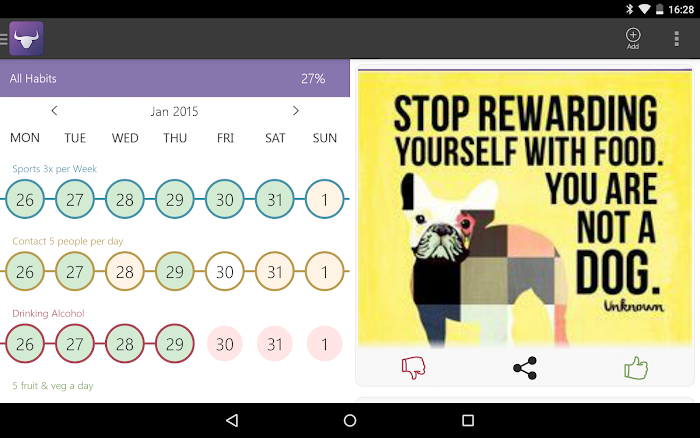 16:28
Add
All Habits 27%
Jan 2015
MON TUE WED THU FRI SAT SUN
Sports 3x per Week
26 27 28 29 30 31 1
Contact 5 people per day
26 27 28 29 30 31 1
Drinking Alcohol
26 27 28 29 30 31 1
5 fruit & veg a day
STOP REWARDING
YOURSELF WITH FOOD.
YOU ARE
NOT A
DOG.
Unknown